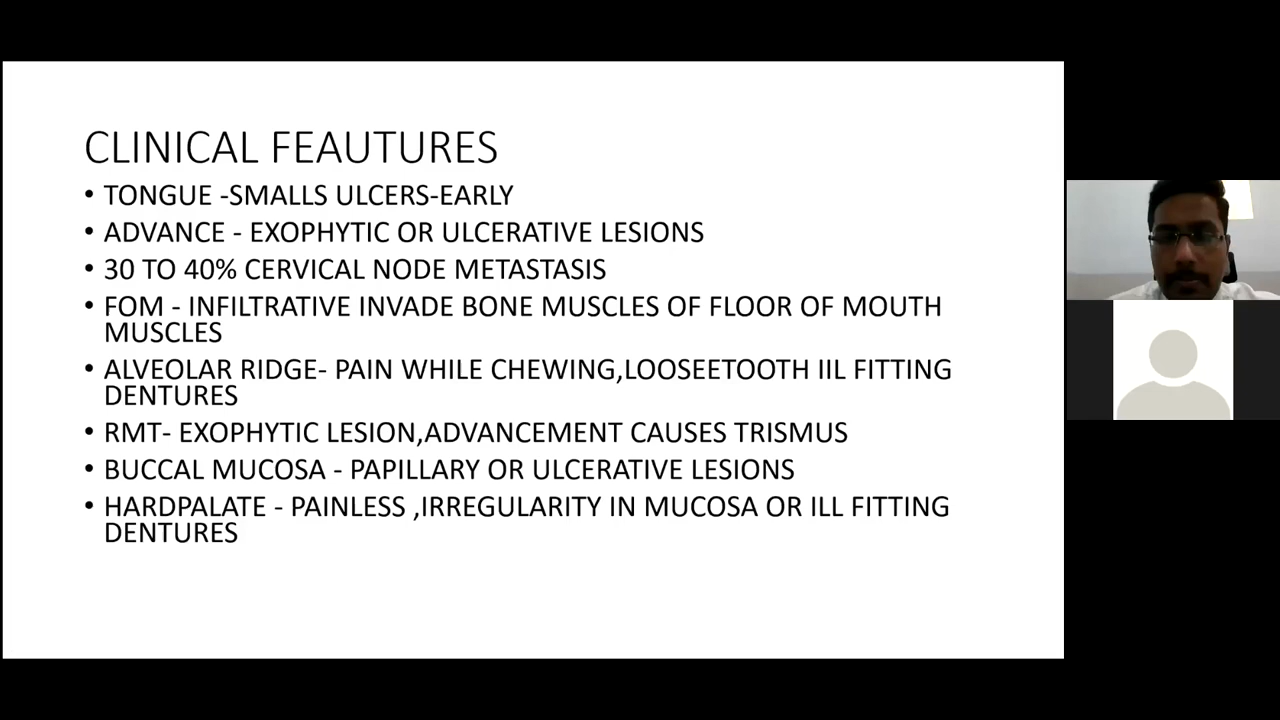 CLINICAL FEAUTURES
• TONGUE -SMALLS ULCERS-EARLY
• ADVANCE - EXOPHYTIC OR ULCERATIVE LESIONS
• 30 TO 40% CERVICAL NODE METASTASIS
• FOM - INFILTRATIVE INVADE BONE MUSCLES OF FLOOR OF MOUTH
MUSCLES
• ALVEOLAR RIDGE- PAIN WHILE CHEWING,LOOSEETOOTH IIL FITTING
DENTURES
• RMT- EXOPHYTIC LESION,ADVANCEMENT CAUSES TRISMUS
• BUCCAL MUCOSA - PAPILLARY OR ULCERATIVE LESIONS
• HARDPALATE - PAINLESS ,IRREGULARITY IN MUCOSA OR ILL FITTING
DENTURES